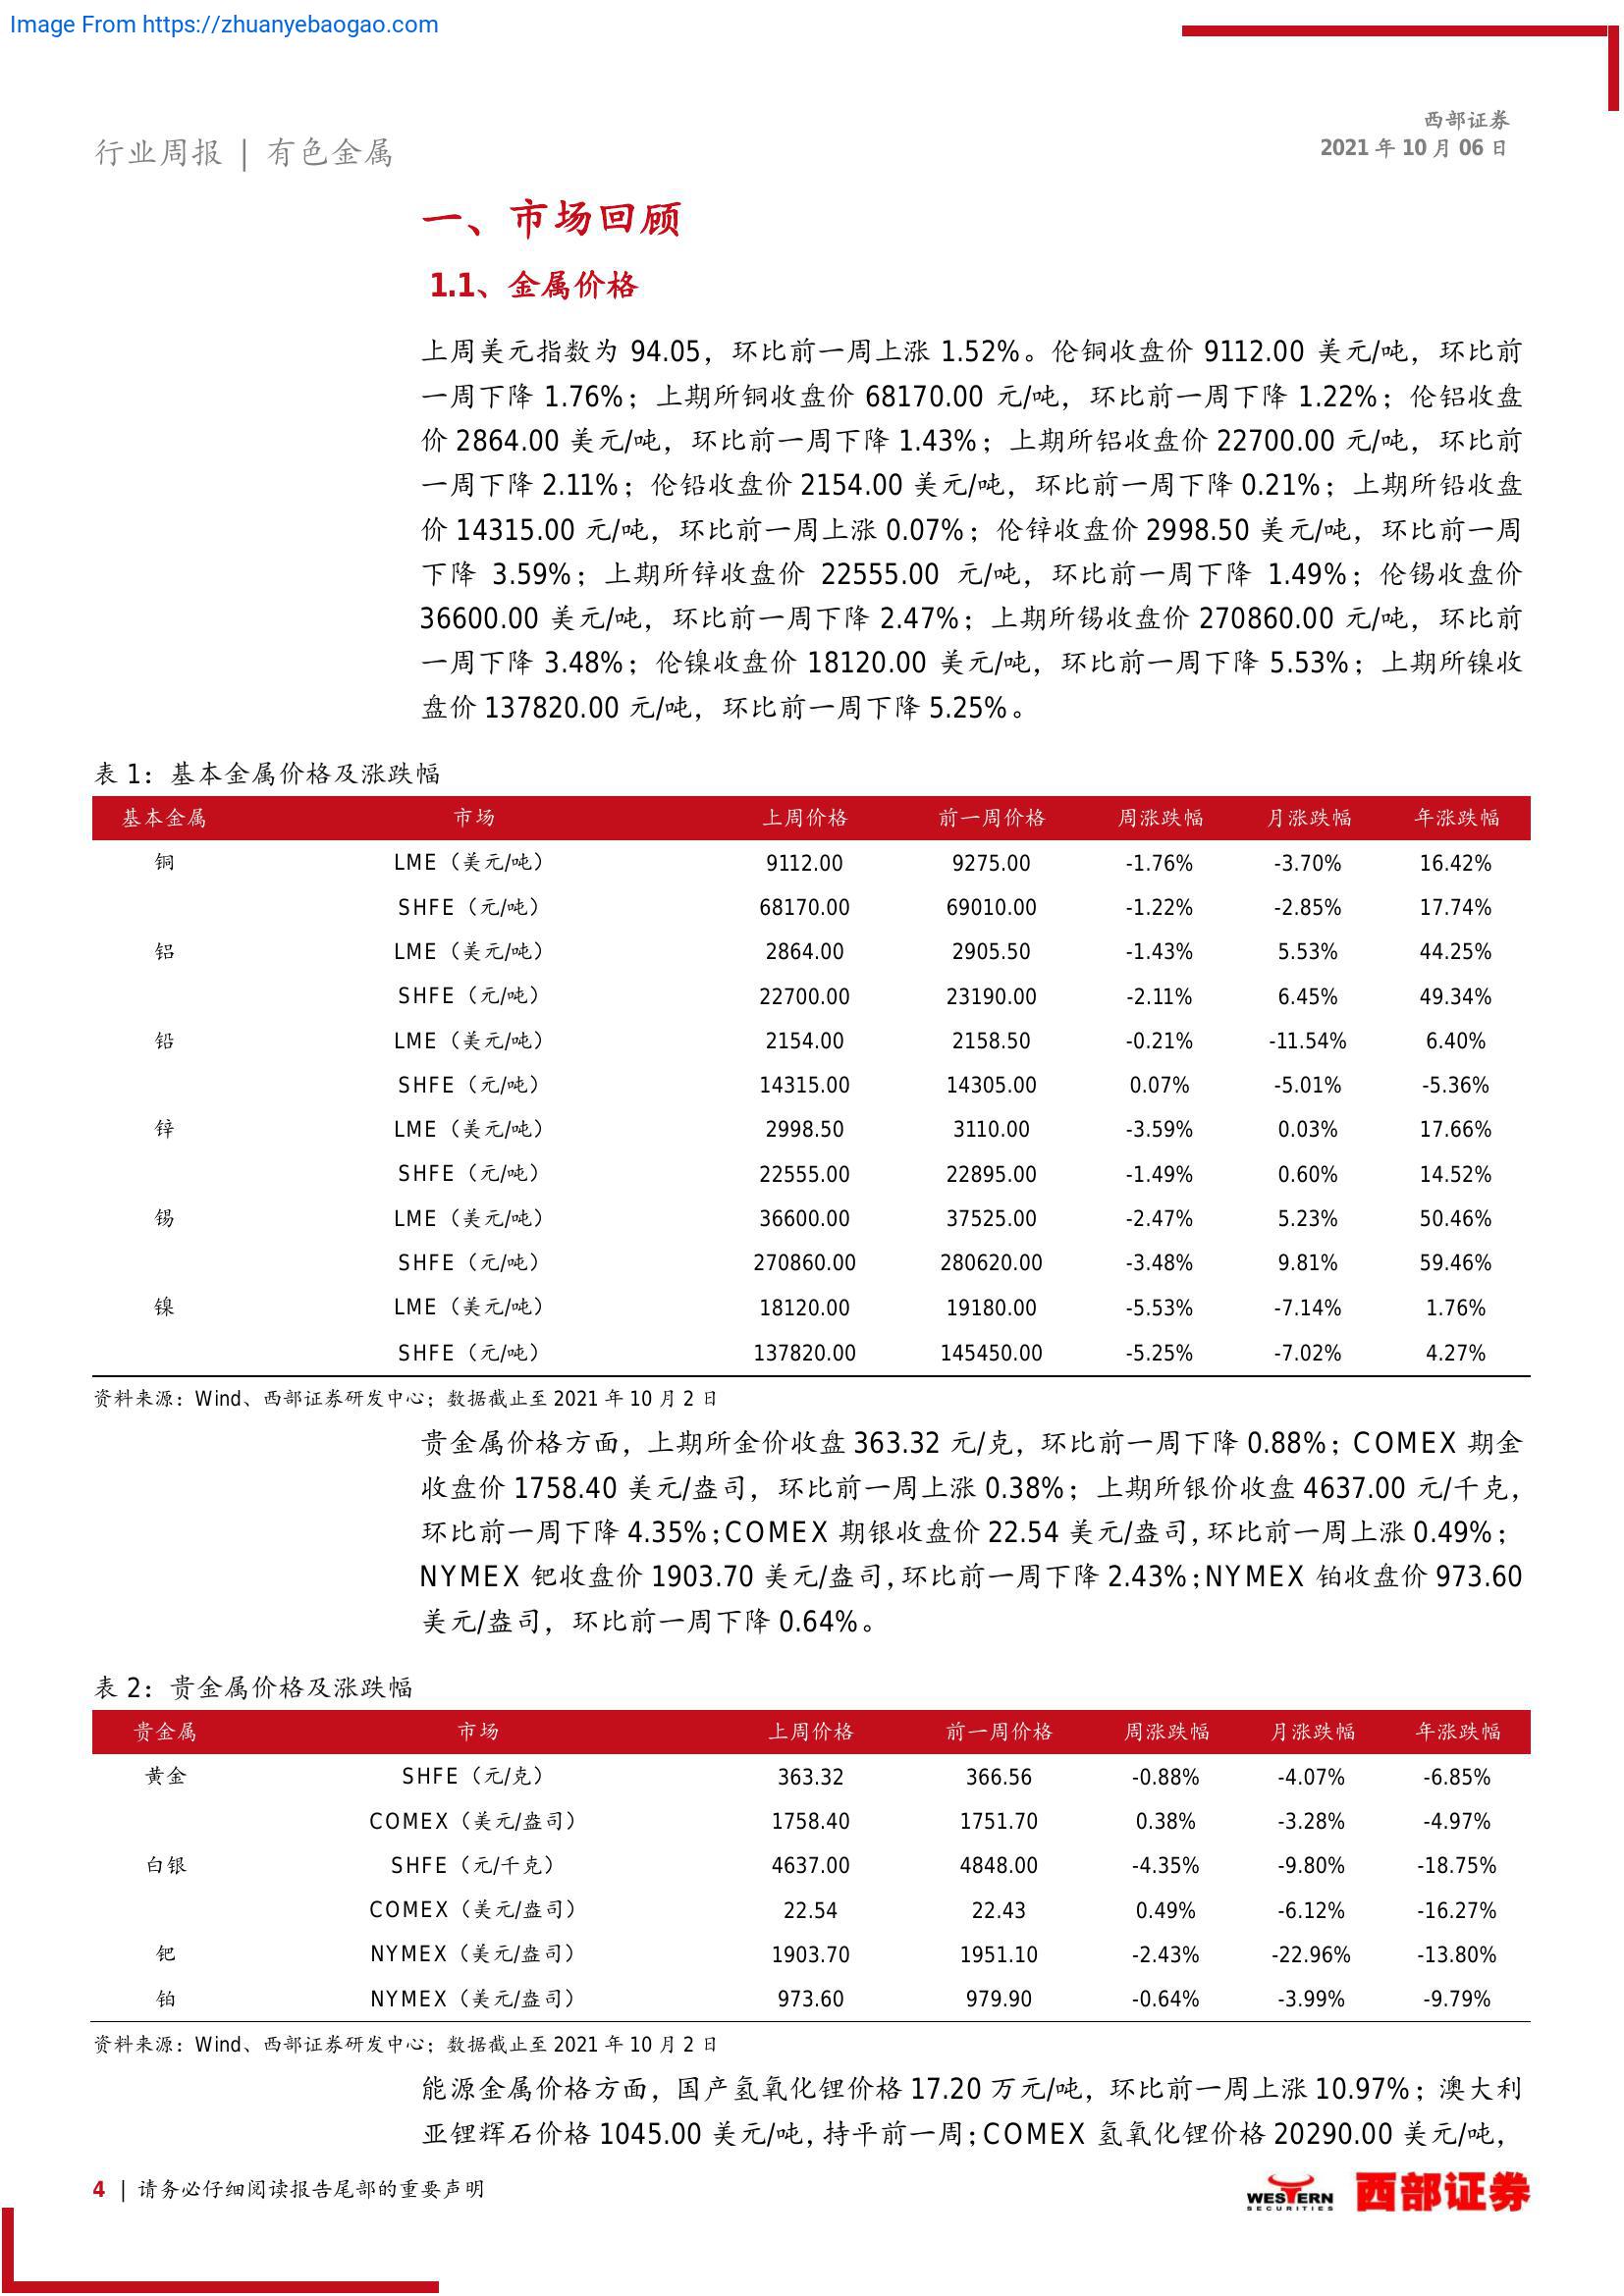 Image From https://zhuanyebaogao.com
西部证券
2021 年 10 月 06 日
行业周报 | 有色金属
一、市场回顾
1.1、金属价格
上周美元指数为 94.05，环比前一周上涨 1.52%。伦铜收盘价 9112.00 美元/吨，环比前
一周下降 1.76%；上期所铜收盘价 68170.00 元/吨，环比前一周下降 1.22%；伦铝收盘
价 2864.00 美元/吨，环比前一周下降 1.43%；上期所铝收盘价 22700.00 元/吨，环比前
一周下降 2.11%；伦铅收盘价 2154.00 美元/吨，环比前一周下降 0.21%；上期所铅收盘
价 14315.00 元/吨，环比前一周上涨 0.07%；伦锌收盘价 2998.50 美元/吨，环比前一周
下降 3.59%；上期所锌收盘价 22555.00 元/吨，环比前一周下降 1.49%；伦锡收盘价
36600.00 美元/吨，环比前一周下降 2.47%；上期所锡收盘价 270860.00 元/吨，环比前
一周下降 3.48%；伦镍收盘价 18120.00 美元/吨，环比前一周下降 5.53%；上期所镍收
盘价 137820.00 元/吨，环比前一周下降 5.25%。
表 1：基本金属价格及涨跌幅
基本金属 市场 上周价格 前一周价格 周涨跌幅 月涨跌幅 年涨跌幅
铜 LME（美元/吨） 9112.00 9275.00 -1.76% -3.70% 16.42%
SHFE（元/吨） 68170.00 69010.00 -1.22% -2.85% 17.74%
铝 LME（美元/吨） 2864.00 2905.50 -1.43% 5.53% 44.25%
SHFE（元/吨） 22700.00 23190.00 -2.11% 6.45% 49.34%
铅 LME（美元/吨） 2154.00 2158.50 -0.21% -11.54% 6.40%
SHFE（元/吨） 14315.00 14305.00 0.07% -5.01% -5.36%
锌 LME（美元/吨） 2998.50 3110.00 -3.59% 0.03% 17.66%
SHFE（元/吨） 22555.00 22895.00 -1.49% 0.60% 14.52%
锡 LME（美元/吨） 36600.00 37525.00 -2.47% 5.23% 50.46%
SHFE（元/吨） 270860.00 280620.00 -3.48% 9.81% 59.46%
镍 LME（美元/吨） 18120.00 19180.00 -5.53% -7.14% 1.76%
SHFE（元/吨） 137820.00 145450.00 -5.25% -7.02% 4.27%
资料来源：Wind、西部证券研发中心；数据截止至 2021 年 10 月 2 日
贵金属价格方面，上期所金价收盘 363.32 元/克，环比前一周下降 0.88%；COMEX 期金
收盘价 1758.40 美元/盎司，环比前一周上涨 0.38%；上期所银价收盘 4637.00 元/千克，
环比前一周下降 4.35%；COMEX 期银收盘价 22.54 美元/盎司，环比前一周上涨 0.49%；
NYMEX 钯收盘价 1903.70 美元/盎司，环比前一周下降 2.43%；NYMEX 铂收盘价 973.60
美元/盎司，环比前一周下降 0.64%。
表 2：贵金属价格及涨跌幅
贵金属 市场 上周价格 前一周价格 周涨跌幅 月涨跌幅 年涨跌幅
黄金 SHFE（元/克） 363.32 366.56 -0.88% -4.07% -6.85%
COMEX（美元/盎司） 1758.40 1751.70 0.38% -3.28% -4.97%
白银 SHFE（元/千克） 4637.00 4848.00 -4.35% -9.80% -18.75%
COMEX（美元/盎司） 22.54 22.43 0.49% -6.12% -16.27%
钯 NYMEX（美元/盎司） 1903.70 1951.10 -2.43% -22.96% -13.80%
铂 NYMEX（美元/盎司） 973.60 979.90 -0.64% -3.99% -9.79%
资料来源：Wind、西部证券研发中心；数据截止至 2021 年 10 月 2 日
能源金属价格方面，国产氢氧化锂价格 17.20 万元/吨，环比前一周上涨 10.97%；澳大利
亚锂辉石价格 1045.00 美元/吨，持平前一周；COMEX 氢氧化锂价格 20290.00 美元/吨，
4 | 请务必仔细阅读报告尾部的重要声明
WESTERN
SECURITIES
西部证券